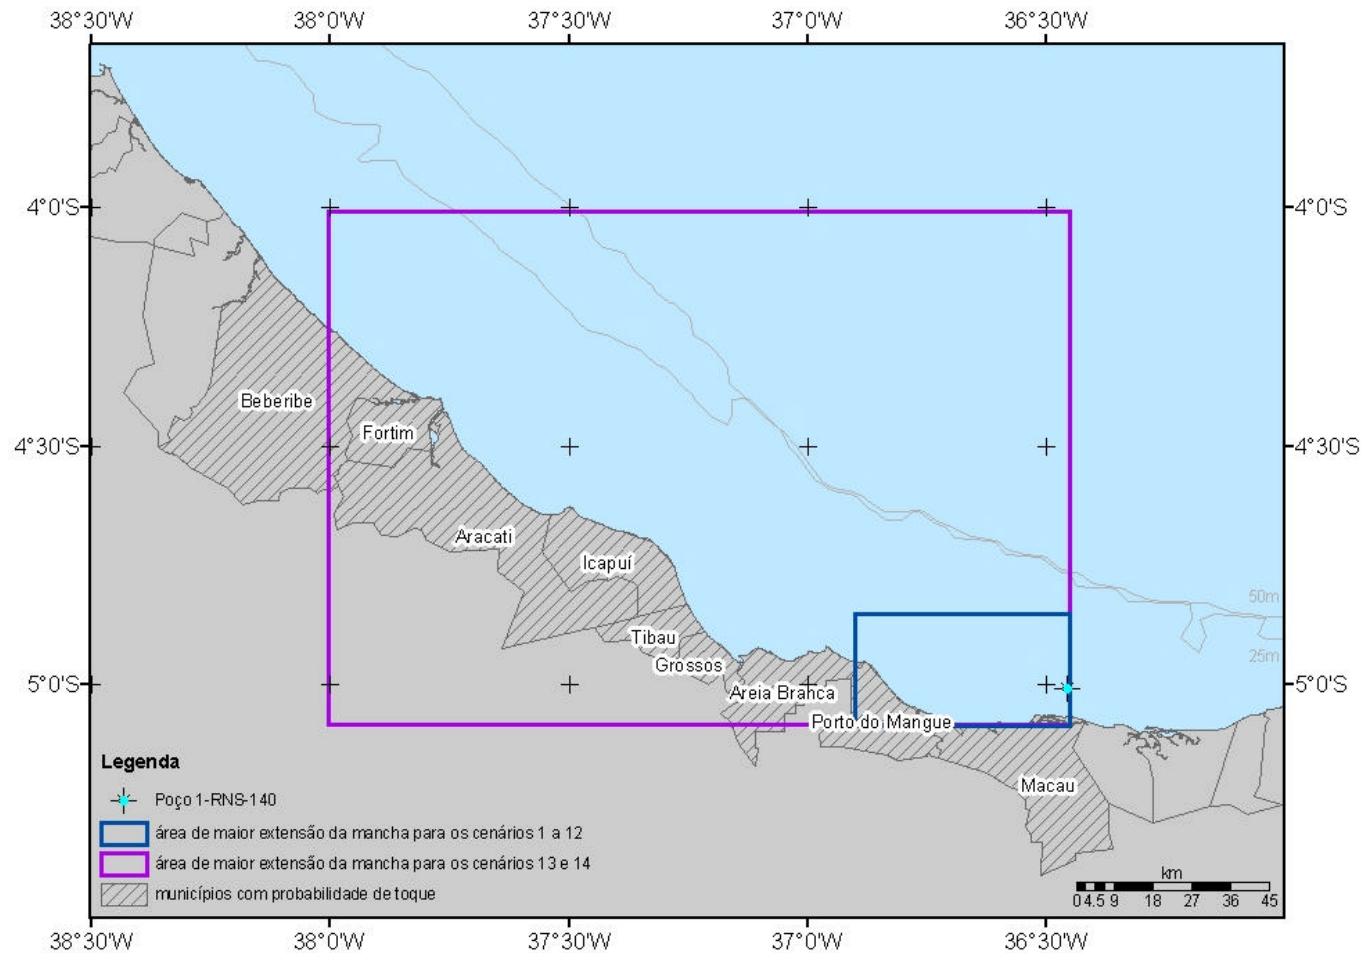 38°30'W 38°0'W 37°30'W 37°0'W 36°30'W
4°0'S 4°0'S
Beberibe
Fortim
4°30'S 4°30'S
Aracati
Icapuí
50m
Tibau
25m
Grossos
5°0'S 5°0'S
Areia Branca
Porto do Mangue
Legenda
Macau
Poço 1-RNS-140
área de maior extensão da mancha para os cenários 1 a 12
área de maior extensão da mancha para os cenários 13 e 14
municípios com probabilidade de toque
km
0 4.5 9 18 27 36 45
38°30'W 38°0'W 37°30'W 37°0'W 36°30'W